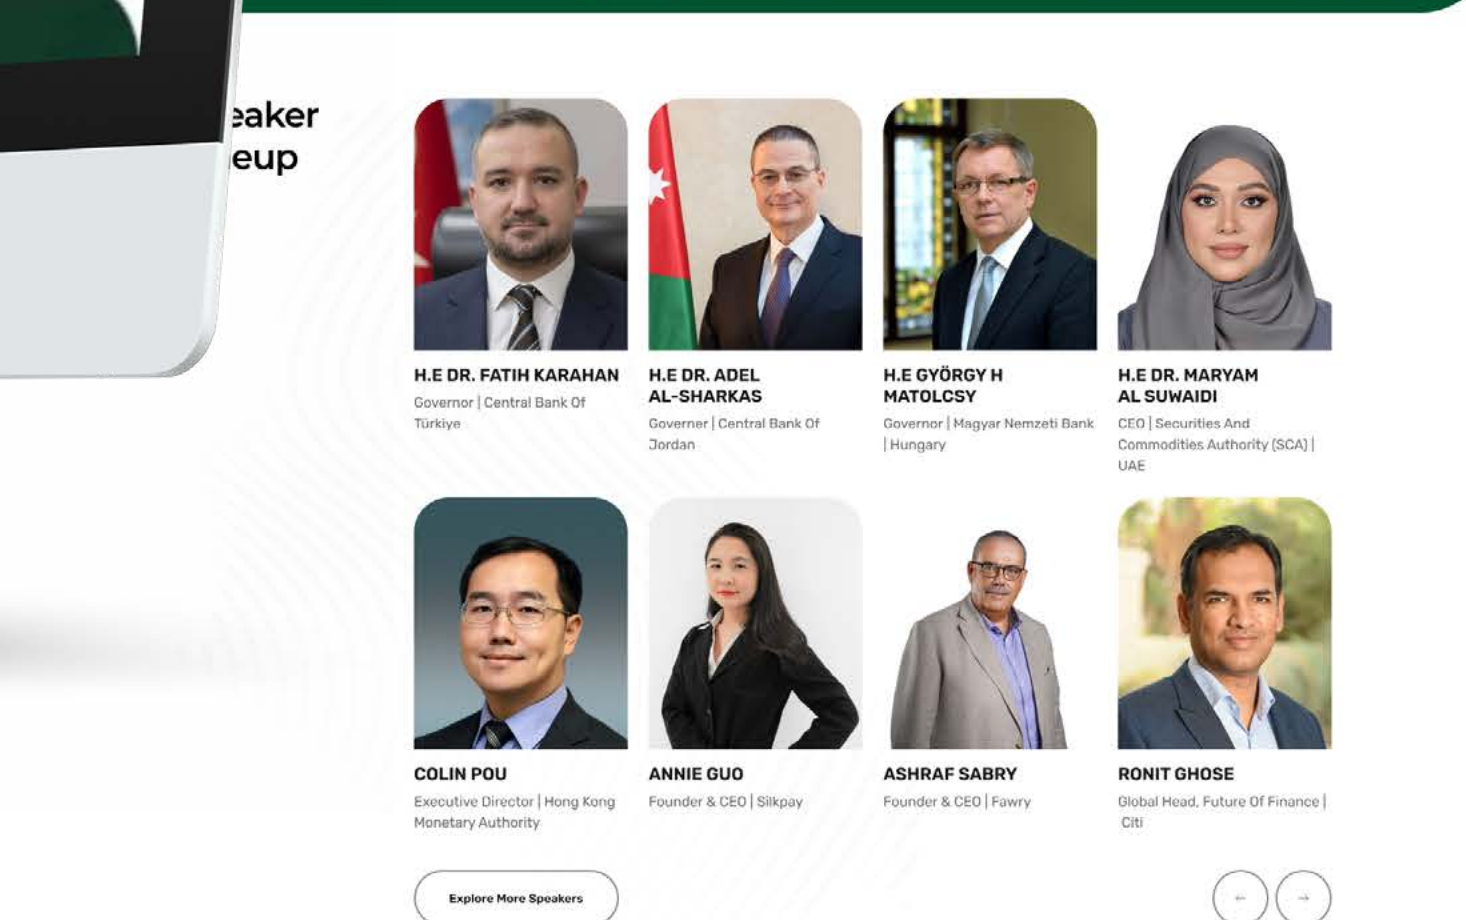 eaker
eup
H.E DR. FATIH KARAHAN
Governor | Central Bank Of
Türkiye
H.E DR. ADEL
AL-SHARKAS
Governer | Central Bank Of
Jordan
H.E GYÖRGY H
MATOLCSY
Governor | Magyar Nemzeti Bank
| Hungary
H.E DR. MARYAM
AL SUWAIDI
CEO | Securities And
Commodities Authority (SCA) |
UAE
COLIN POU
Executive Director | Hong Kong
Monetary Authority
ANNIE GUO
Founder & CEO | Silkpay
ASHRAF SABRY
Founder & CEO | Fawry
RONIT GHOSE
Global Head, Future Of Finance |
Citi
Explore More Speakers
← →